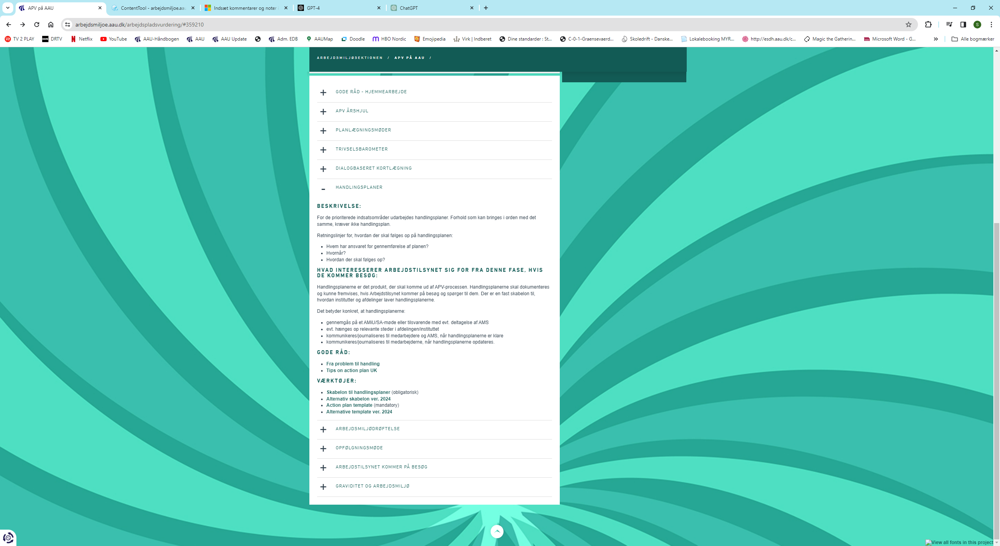 APV på AAU
ContentTool - arbejdsmiljoe.aau
Indsæt kommentarer og noter i
GPT-4
ChatGPT
arbejdsmiljoe.aau.dk/arbejdspladsvurdering/#359210
S
TV 2 PLAY
DRTV
Netflix
YouTube
AAU-Håndbogen
AAU
AAU Update
Adm. EDB
AAUMap
Doodle
HBO Nordic
Emojipedia
Virk | Indberet
Dine standarder : St...
C-0-1-Graensevaerd...
Skoledrift - Danske...
Lokalebooking MYR...
http://esdh.aau.dk/c...
Magic the Gatherin...
Microsoft Word - G...
Alle bogmærker
ARBEJDSMILJØSEKTIONEN / APV PÅ AAU /
GODE RÅD - HJEMMEARBEJDE
APV ÅRSHJUL
PLANLÆGNINGSMØDER
TRIVSELSBAROMETER
DIALOGBASERET KORTLÆGNING
HANDLINGSPLANER
BESKRIVELSE:
For de prioriterede indsatsområder udarbejdes handlingsplaner. Forhold som kan bringes i orden med det
samme, kræver ikke handlingsplan.
Retningslinjer for, hvordan der skal følges op på handlingsplanen:
Hvem har ansvaret for gennemførelse af planen?
Hvornår?
Hvordan der skal følges op?
HVAD INTERESSERER ARBEJDSTILSYNET SIG FOR FRA DENNE FASE, HVIS
DE KOMMER BESØG:
Handlingsplanerne er det produkt, der skal komme ud af APV-processen. Handlingsplanerne skal dokumenteres
og kunne fremvises, hvis Arbejdstilsynet kommer på besøg og spørger til dem. Der er en fast skabelon til,
hvordan institutter og afdelinger laver handlingsplanerne.
Det betyder konkret, at handlingsplanerne:
gennemgås på et AMiU/SA-møde eller tilsvarende med evt. deltagelse af AMS
evt. hænges op relevante steder i afdelingen/instituttet
kommunikeres/journaliseres til medarbejdere og AMS, når handlingsplanerne er klare
kommunikeres/journaliseres til medarbejderne, når handlingsplanerne opdateres.
GODE RÅD:
Fra problem til handling
Tips on action plan UK
VÆRKTØJER:
Skabelon til handlingsplaner (obligatorisk)
Alternativ skabelon ver. 2024
Action plan template (mandatory)
Alternative template ver. 2024
ARBEJDSMILJØDRØFTELSE
OPFØLGNINGSMØDE
ARBEJDSTILSYNET KOMMER PÅ BESØG
GRAVIDITET OG ARBEJDSMILJØ
View all fonts in this project